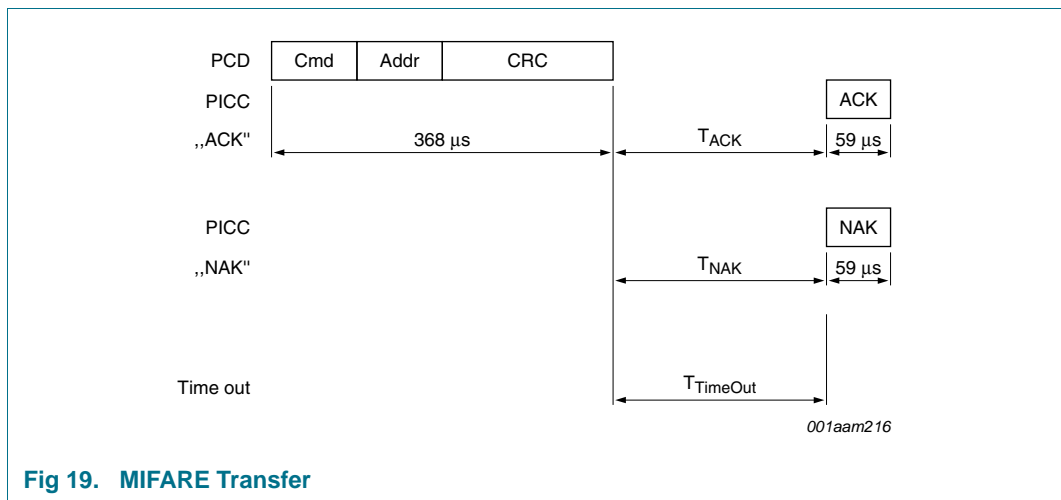 PCD Cmd Addr CRC
PICC ACK
,,ACK" 368 µs TACK 59 µs
PICC NAK
,,NAK" TNAK 59 µs
Time out TTimeOut
001aam216
Fig 19. MIFARE Transfer